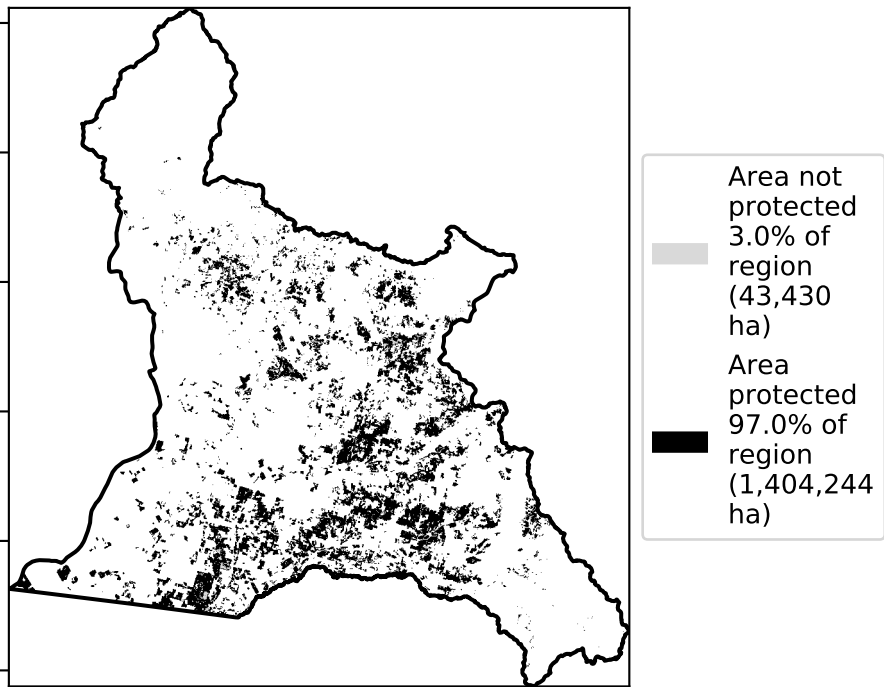 Area not
protected
3.0% of
region
(43,430
ha)
Area
protected
97.0% of
region
(1,404,244
ha)